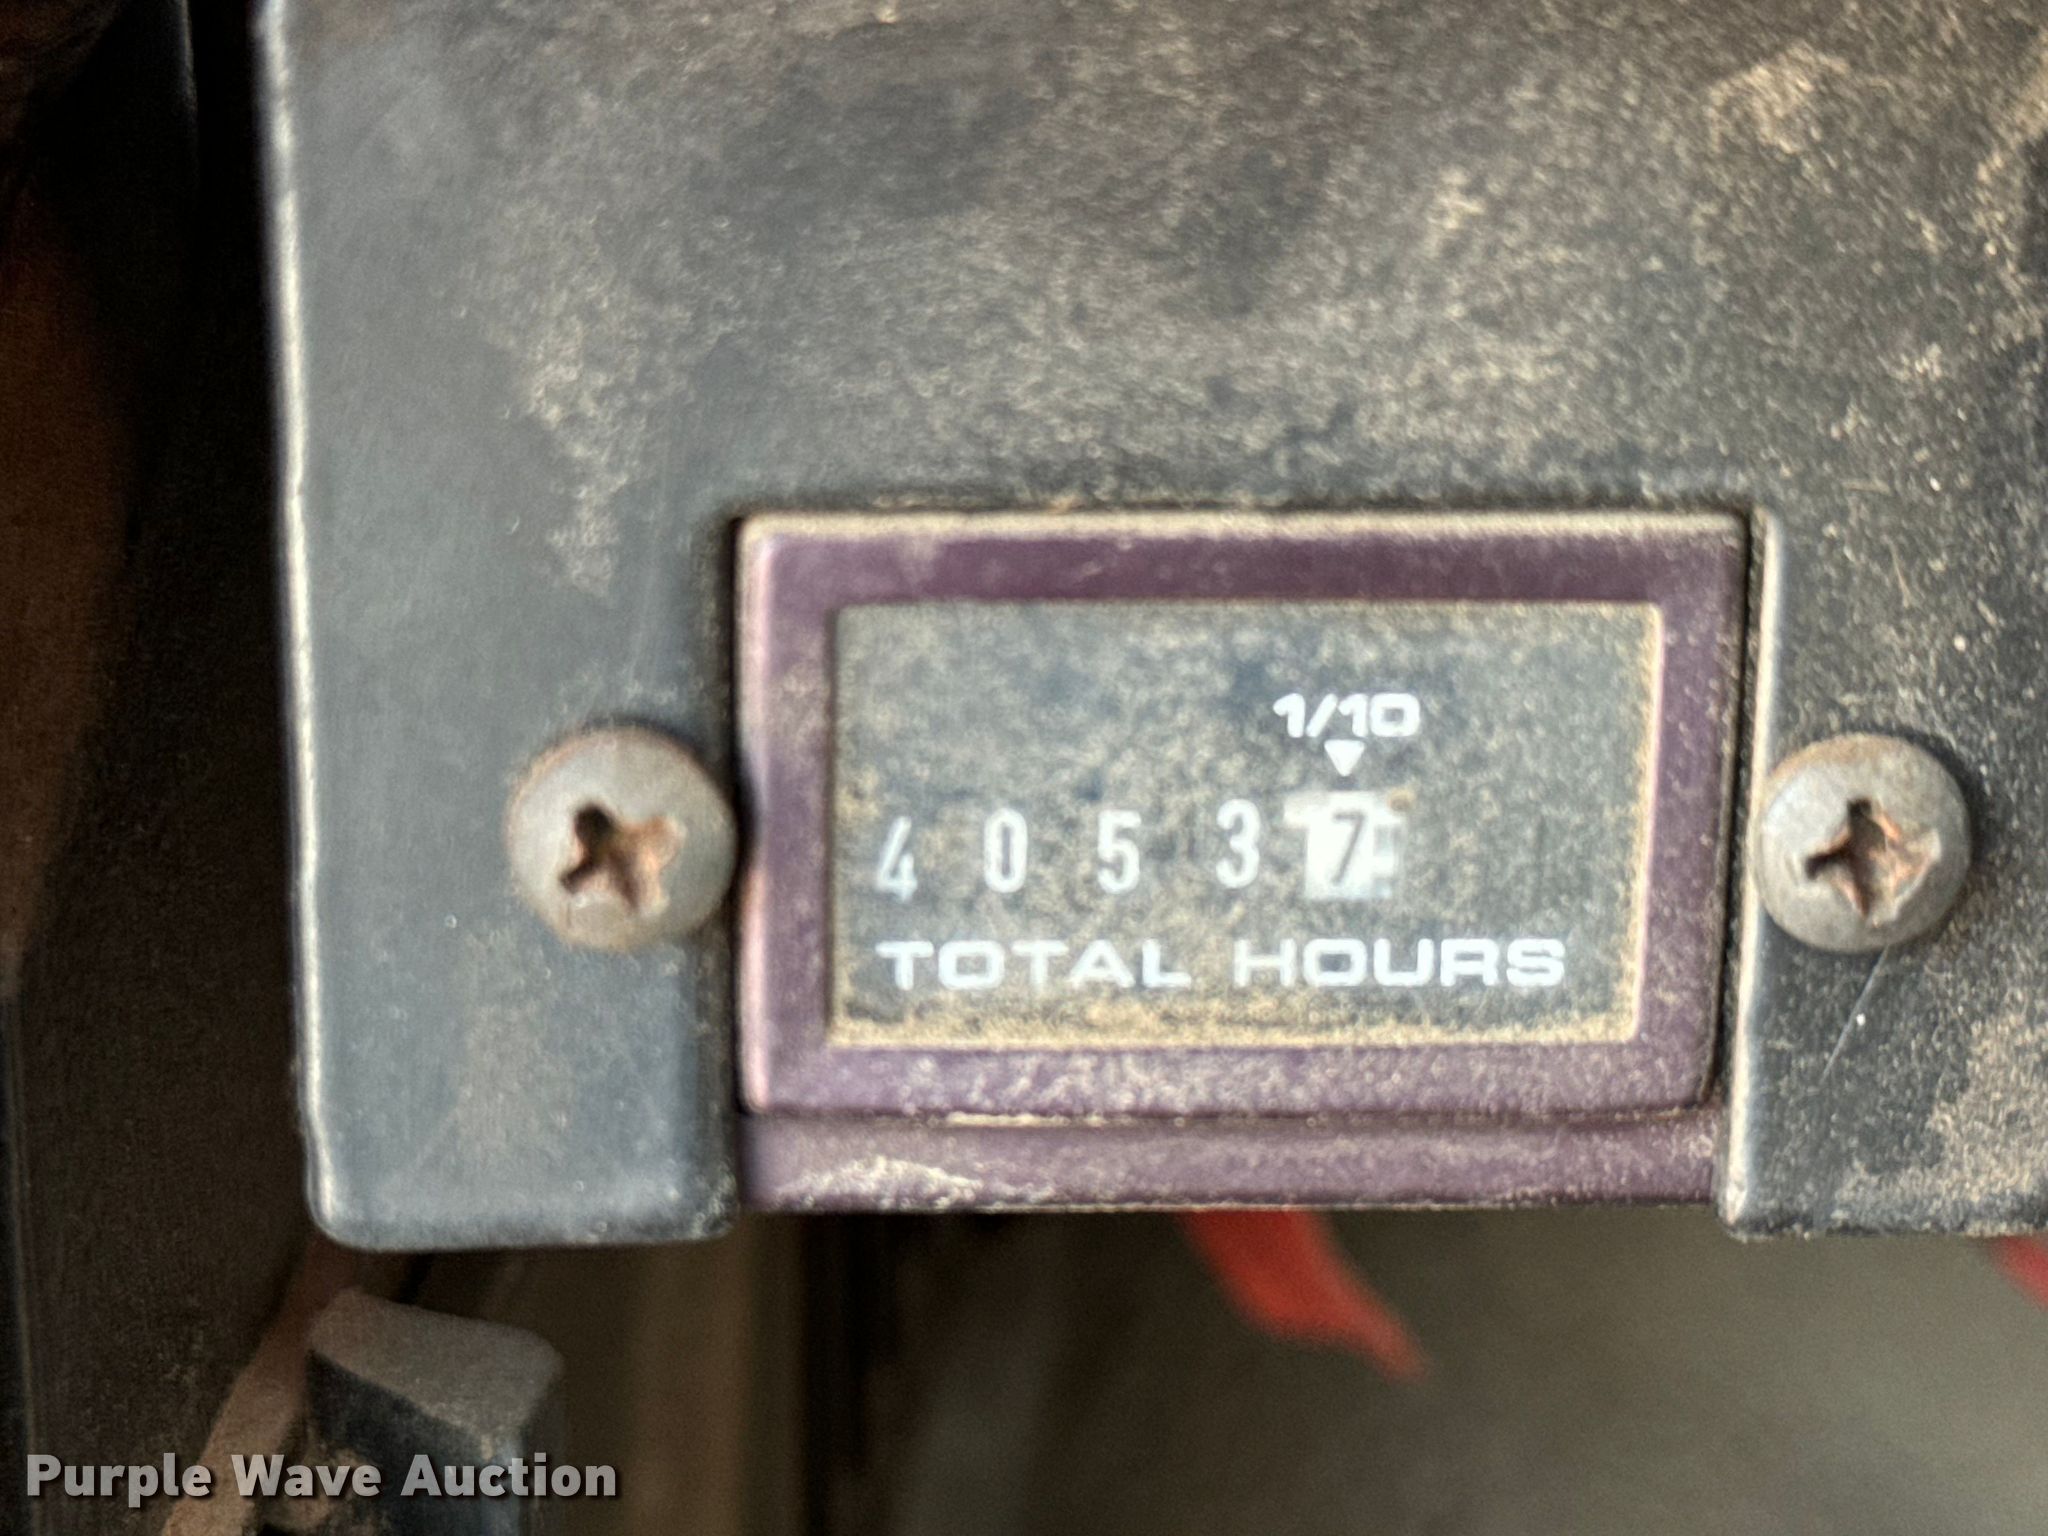 1/10
4 0 5 3 7
TOTAL HOURS
Purple Wave Auction